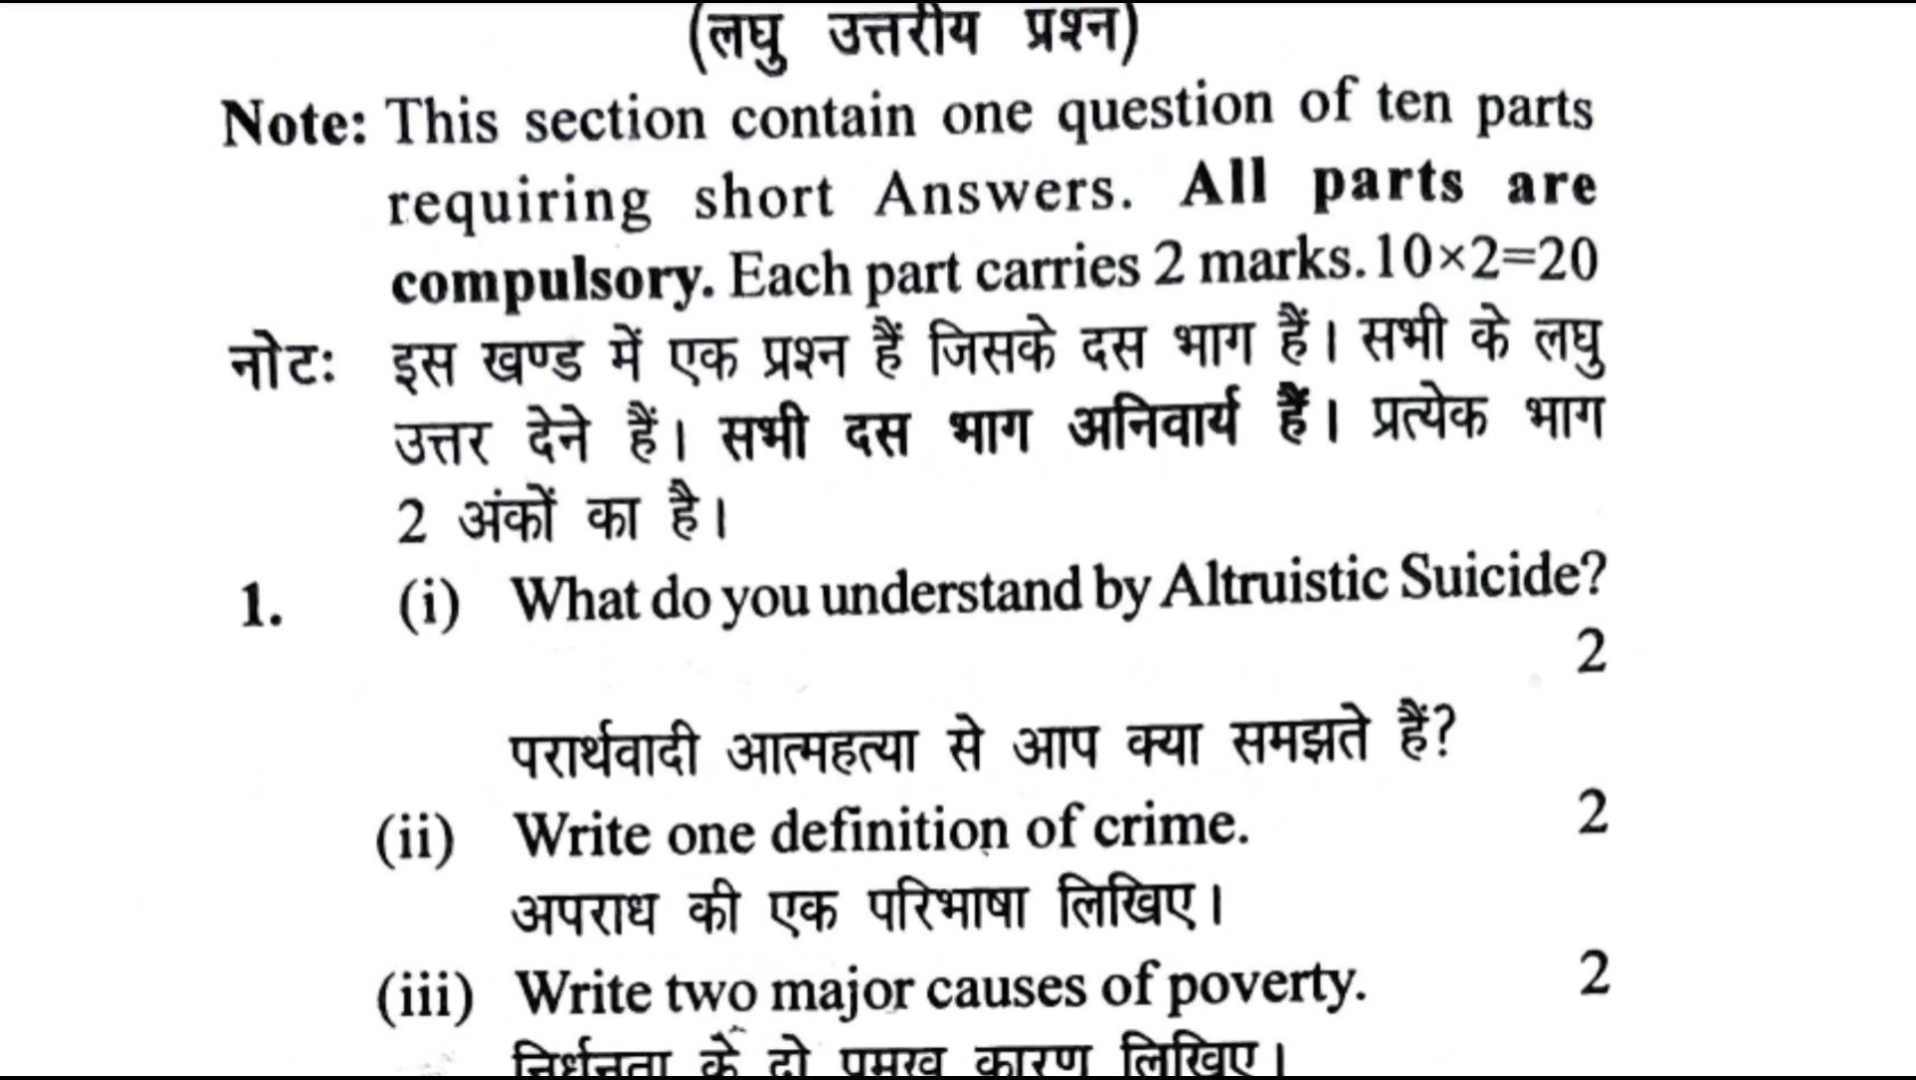 (लघु उत्तरीय प्रश्न)
Note: This section contain one question of ten parts
requiring short Answers. All parts are
compulsory. Each part carries 2 marks. 10×2=20
नोटः इस खण्ड में एक प्रश्न हैं जिसके दस भाग हैं। सभी के लघु
उत्तर देने हैं। सभी दस भाग अनिवार्य हैं। प्रत्येक भाग
2 अंकों का है।
1. (i) What do you understand by Altruistic Suicide?
2
परार्थवादी आत्महत्या से आप क्या समझते हैं?
(ii) Write one definition of crime. 2
अपराध की एक परिभाषा लिखिए।
(iii) Write two major causes of poverty. 2
निर्धनता के दो प्रमुख कारण लिखिए।